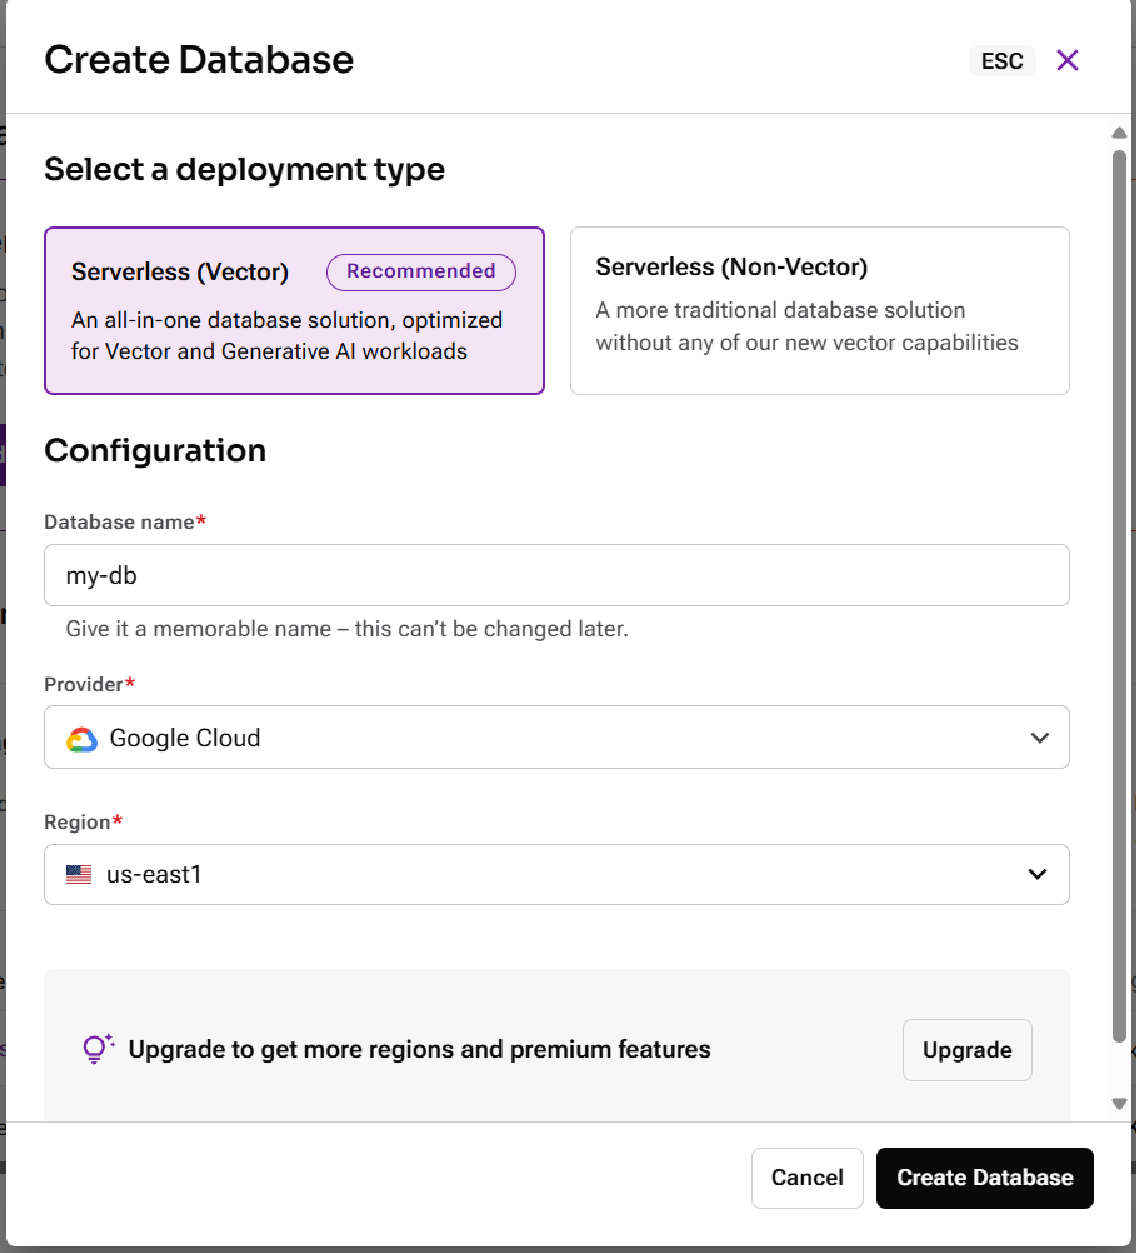 Create Database
ESC
Select a deployment type
Serverless (Vector)
Recommended
An all-in-one database solution, optimized
for Vector and Generative AI workloads
Serverless (Non-Vector)
A more traditional database solution
without any of our new vector capabilities
Configuration
Database name*
my-db
Give it a memorable name – this can’t be changed later.
Provider*
Google Cloud
Region*
us-east1
Upgrade to get more regions and premium features
Upgrade
Cancel
Create Database